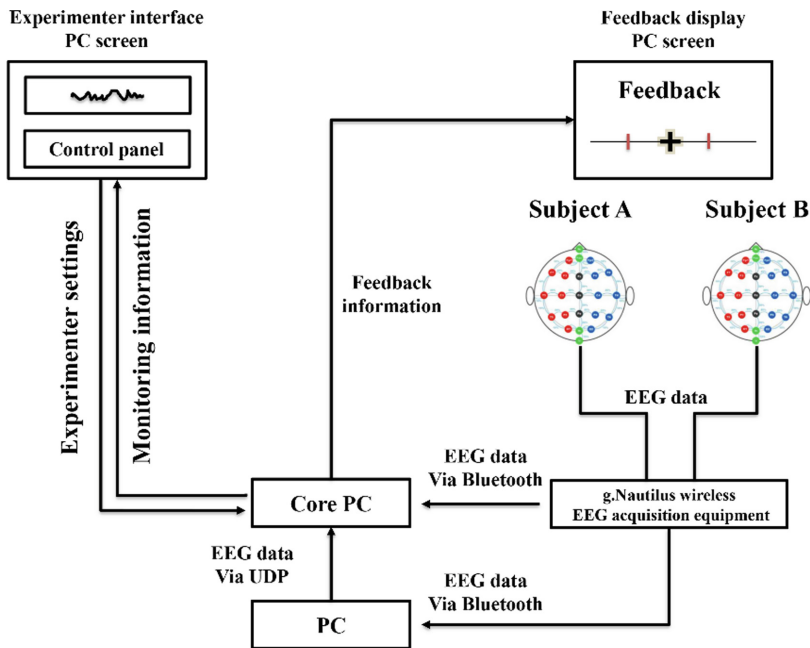 Experimenter interface
PC screen
Control panel
Feedback display
PC screen
Feedback
Subject A
Subject B
Experimenter settings
Monitoring information
Feedback
information
EEG data
EEG data
Via Bluetooth
g.Nautilus wireless
EEG acquisition equipment
Core PC
EEG data
Via UDP
EEG data
Via Bluetooth
PC